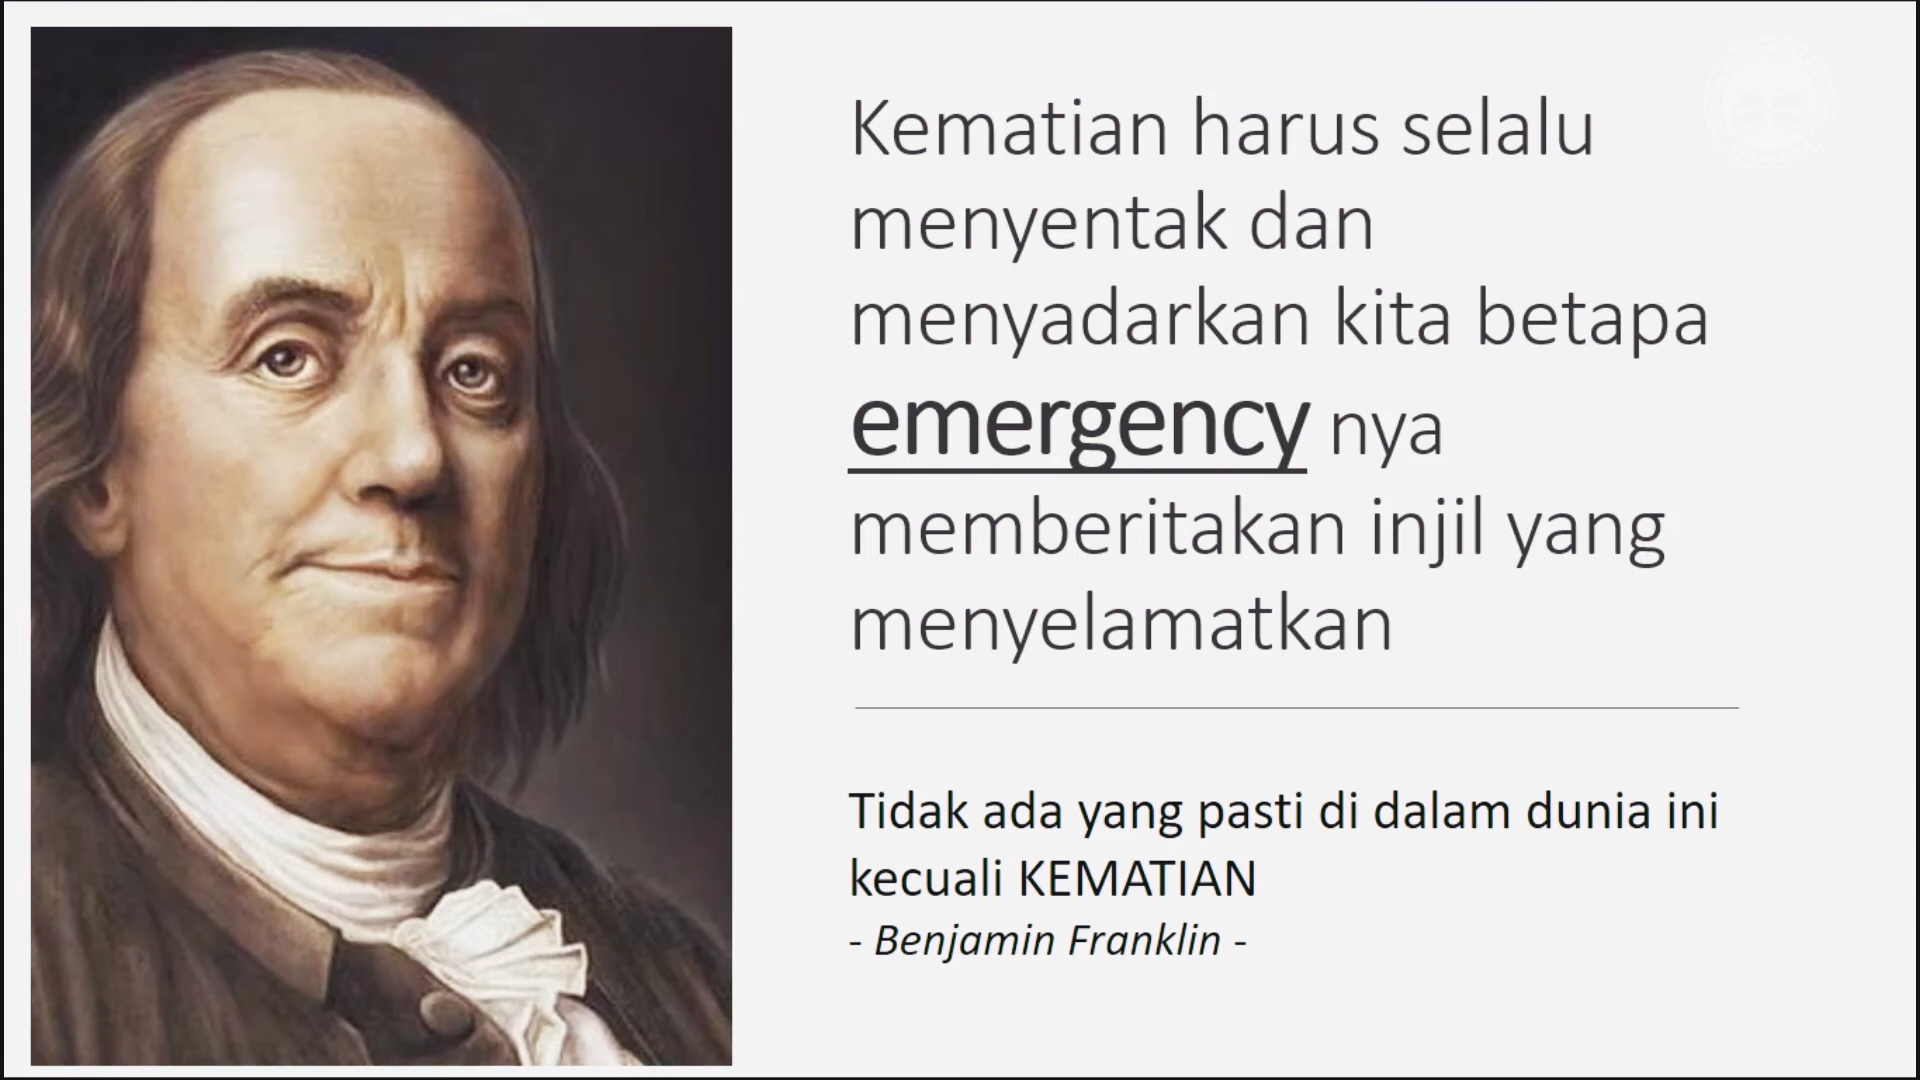 Kematian harus selalu
menyentak dan
menyadarkan kita betapa
emergency nya
memberitakan injil yang
menyelamatkan
Tidak ada yang pasti di dalam dunia ini
kecuali KEMATIAN
- Benjamin Franklin -